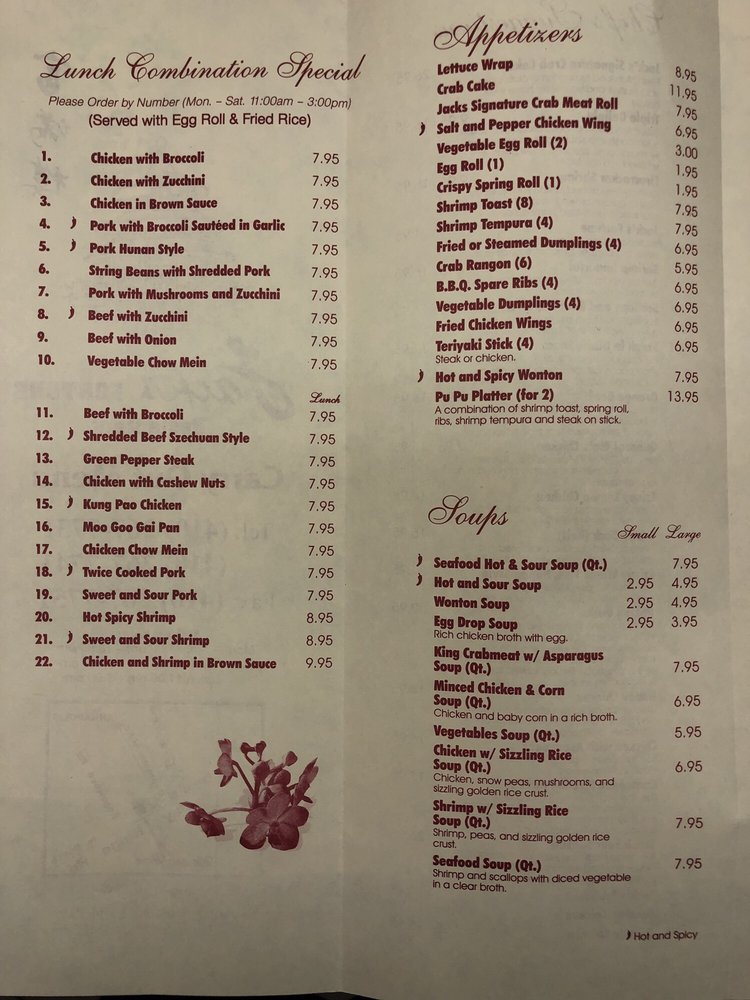 Lunch Combination Special
Please Order by Number (Mon. - Sat. 11:00am - 3:00pm)
(Served with Egg Roll & Fried Rice)
1. Chicken with Broccoli 7.95
2. Chicken with Zucchini 7.95
3. Chicken in Brown Sauce 7.95
4. Pork with Broccoli Sautéed in Garlic 7.95
5. Pork Hunan Style 7.95
6. String Beans with Shredded Pork 7.95
7. Pork with Mushrooms and Zucchini 7.95
8. Beef with Zucchini 7.95
9. Beef with Onion 7.95
10. Vegetable Chow Mein 7.95
Lunch
11. Beef with Broccoli 7.95
12. Shredded Beef Szechuan Style 7.95
13. Green Pepper Steak 7.95
14. Chicken with Cashew Nuts 7.95
15. Kung Pao Chicken 7.95
16. Moo Goo Gai Pan 7.95
17. Chicken Chow Mein 7.95
18. Twice Cooked Pork 7.95
19. Sweet and Sour Pork 7.95
20. Hot Spicy Shrimp 8.95
21. Sweet and Sour Shrimp 8.95
22. Chicken and Shrimp in Brown Sauce 9.95
Appetizers
Lettuce Wrap 8.95
Crab Cake 11.95
Jacks Signature Crab Meat Roll 7.95
Salt and Pepper Chicken Wing 6.95
Vegetable Egg Roll (2) 3.00
Egg Roll (1) 1.95
Crispy Spring Roll (1) 1.95
Shrimp Toast (8) 7.95
Shrimp Tempura (4) 7.95
Fried or Steamed Dumplings (4) 6.95
Crab Rangon (6) 5.95
B.B.Q. Spare Ribs (4) 6.95
Vegetable Dumplings (4) 6.95
Fried Chicken Wings 6.95
Teriyaki Stick (4) 6.95
Steak or chicken.
Hot and Spicy Wonton 7.95
Pu Pu Platter (for 2) 13.95
A combination of shrimp toast, spring roll,
ribs, shrimp tempura and steak on stick.
Soups
Small Large
Seafood Hot & Sour Soup (Qt.) 7.95
Hot and Sour Soup 2.95 4.95
Wonton Soup 2.95 4.95
Egg Drop Soup 2.95 3.95
Rich chicken broth with egg.
King Crabmeat w/ Asparagus
Soup (Qt.) 7.95
Minced Chicken & Corn
Soup (Qt.) 6.95
Chicken and baby corn in a rich broth.
Vegetables Soup (Qt.) 5.95
Chicken w/ Sizzling Rice
Soup (Qt.) 6.95
Chicken, snow peas, mushrooms, and
sizzling golden rice crust.
Shrimp w/ Sizzling Rice
Soup (Qt.) 7.95
Shrimp, peas, and sizzling golden rice
crust.
Seafood Soup (Qt.) 7.95
Shrimp and scallops with diced vegetable
in a clear broth.
Hot and Spicy